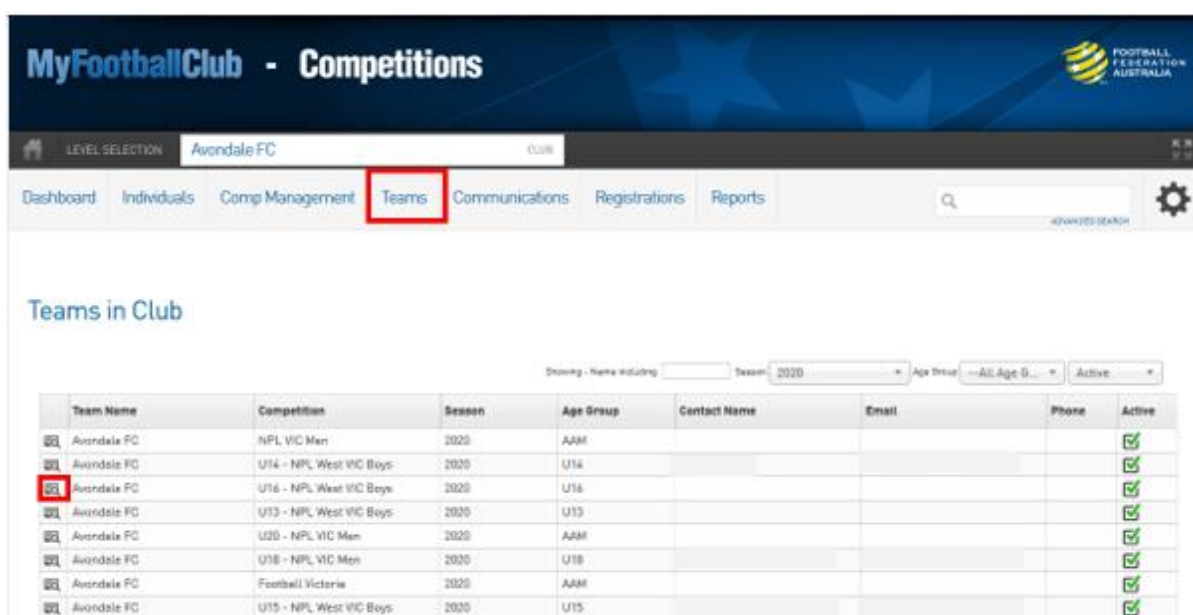 MyFootballClub - Competitions
FOOTBALL
FEDERATION
AUSTRALIA
LEVEL SELECTION Avondale FC CLUB
Dashboard Individuals Comp Management Teams Communications Registrations Reports
ADVANCED SEARCH
Teams in Club
Showing - Name including Season 2020 Age Group --All Age G... Active
Team Name Competition Season Age Group Contact Name Email Phone Active
Avondale FC NPL VIC Men 2020 AAM
Avondale FC U14 - NPL West VIC Boys 2020 U14
Avondale FC U16 - NPL West VIC Boys 2020 U16
Avondale FC U13 - NPL West VIC Boys 2020 U13
Avondale FC U20 - NPL VIC Men 2020 AAM
Avondale FC U18 - NPL VIC Men 2020 U18
Avondale FC Football Victoria 2020 AAM
Avondale FC U15 - NPL West VIC Boys 2020 U15